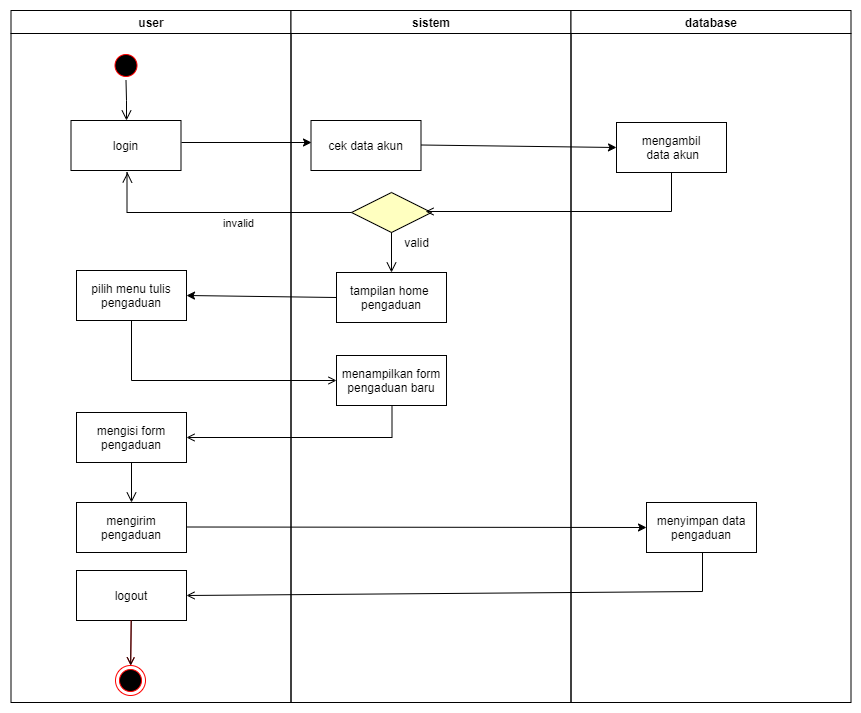 user
sistem
database
login
cek data akun
mengambil
data akun
invalid
valid
pilih menu tulis
pengaduan
tampilan home
pengaduan
menampilkan form
pengaduan baru
mengisi form
pengaduan
mengirim
pengaduan
menyimpan data
pengaduan
logout